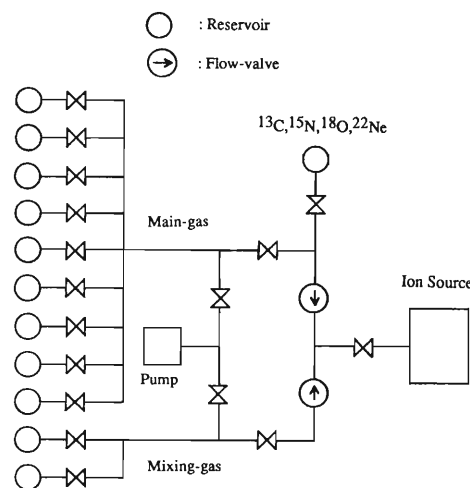 : Reservoir
: Flow-valve
¹³C,¹⁵N,¹⁸O,²²Ne
Main-gas
Ion Source
Pump
Mixing-gas